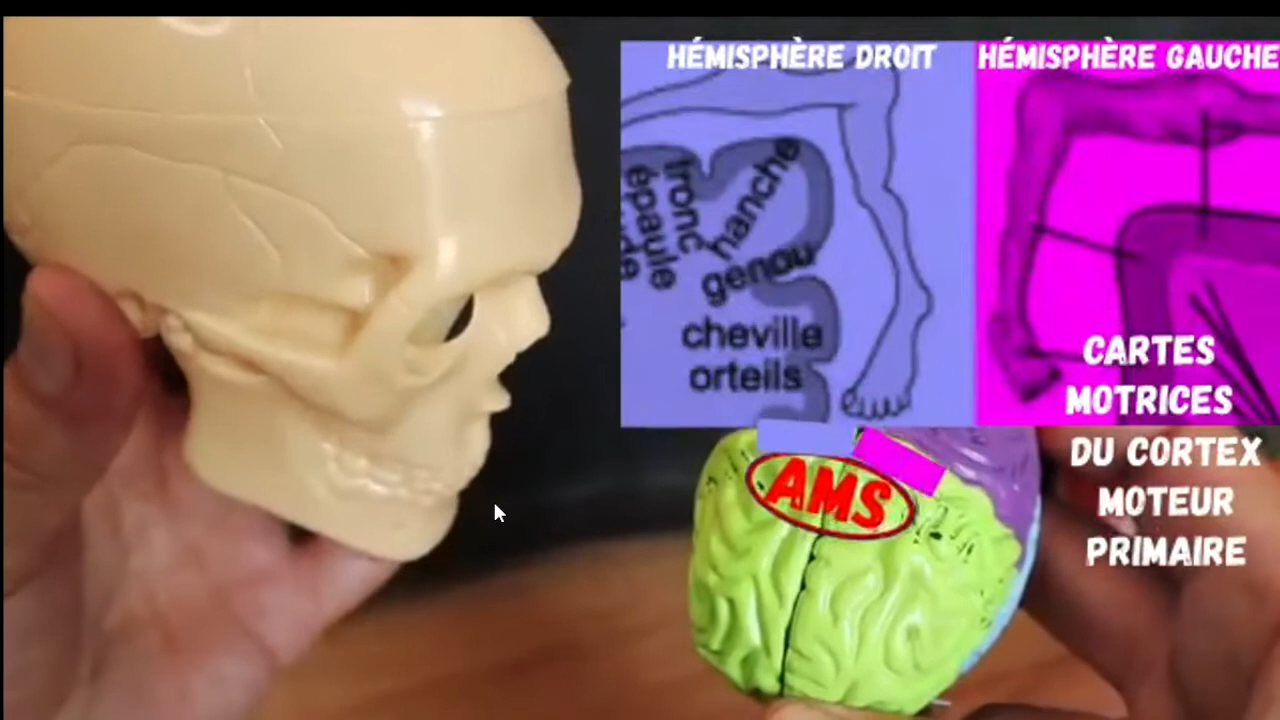 HÉMISPHÈRE DROIT
HÉMISPHÈRE GAUCHE
tronc
hanche
épaule
genou
cheville
orteils
CARTES
MOTRICES
DU CORTEX
MOTEUR
PRIMAIRE
AMS